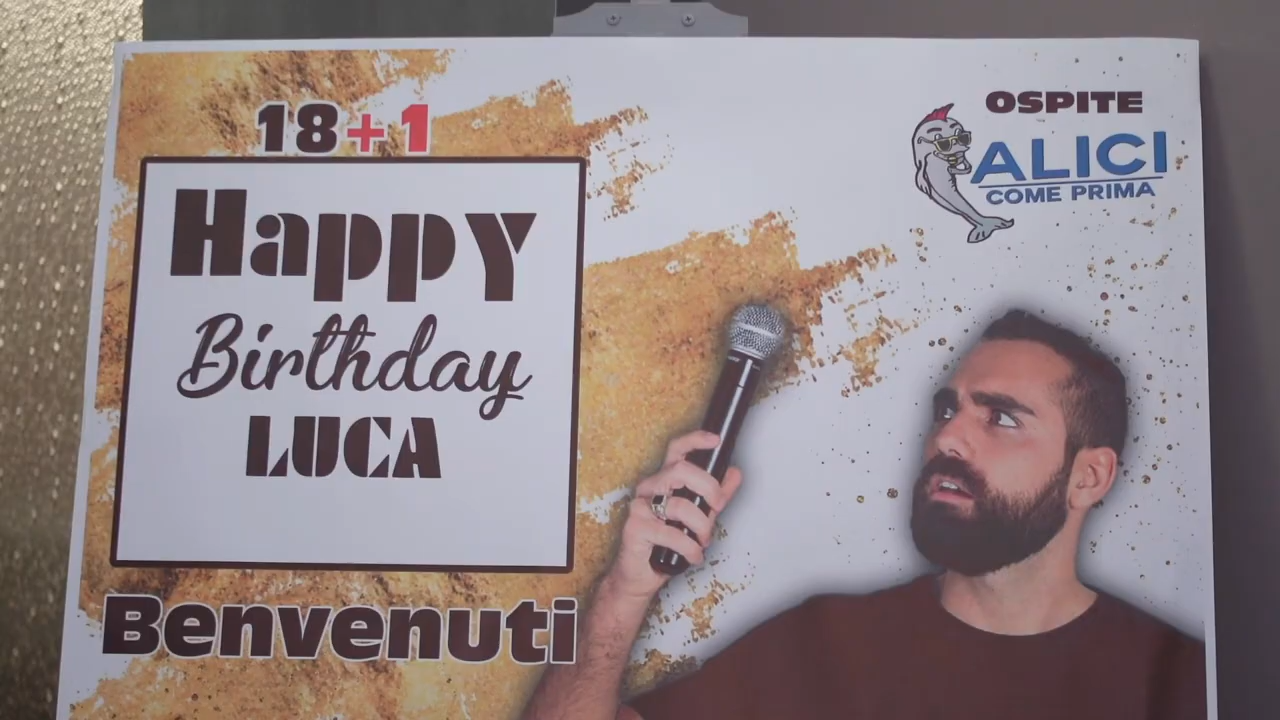 18+1
Happy
Birthday
LUCA
Benvenuti
OSPITE
ALICI
COME PRIMA